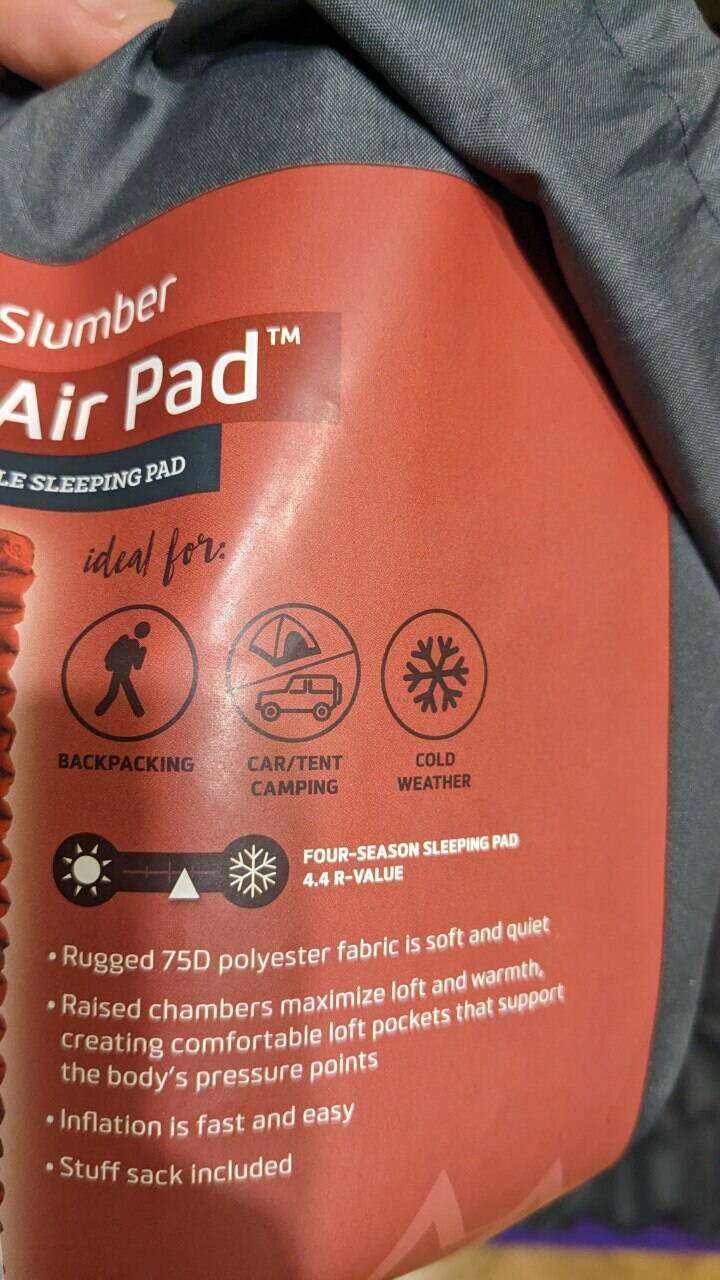 Slumber
Air Pad™
LE SLEEPING PAD
ideal for:
BACKPACKING
CAR/TENT
CAMPING
COLD
WEATHER
FOUR-SEASON SLEEPING PAD
4.4 R-VALUE
• Rugged 75D polyester fabric is soft and quiet
• Raised chambers maximize loft and warmth,
creating comfortable loft pockets that support
the body's pressure points
• Inflation is fast and easy
• Stuff sack included